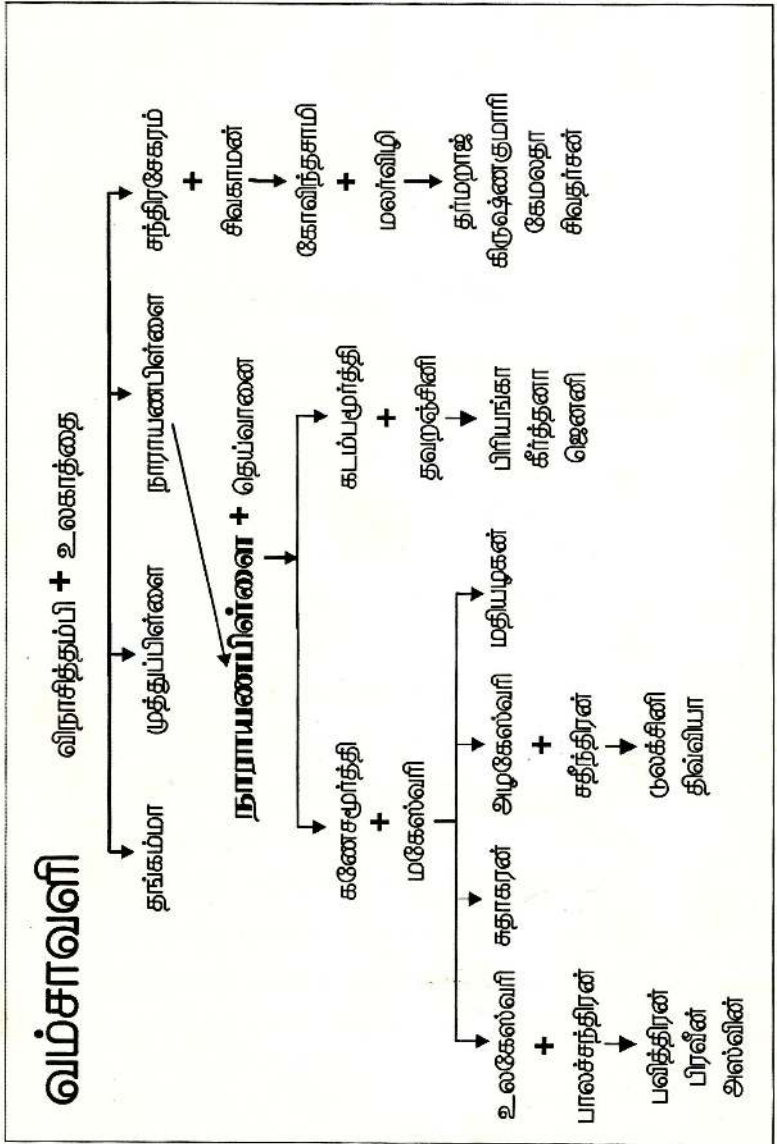 வம்சாவளி
விநாசித்தம்பி + உலகாத்தை
தங்கம்மா முத்துப்பிள்ளை நாராயணபிள்ளை சந்திரசேகரம்
+
சிவகாமன்
கோவிந்தசாமி
+
மலர்விழி
தர்மராஜ்
கிருஷ்ணகுமாரி
கேமலதா
சிவதர்சன்
நாராயணபிள்ளை + தெய்வானை
கணேசமூர்த்தி
+
மகேஸ்வரி
கடம்பமூர்த்தி
+
தவறஞ்சினி
பிரியங்கா
கீர்த்தனா
ஜெனனி
உலகேஸ்வரி சுதாகரன் அழகேஸ்வரி மதியழகன்
+
பாலச்சந்திரன்
பவித்திரன்
பிரவீன்
அஸ்வின்
+
சதீந்திரன்
டுலக்சினி
திவ்வியா